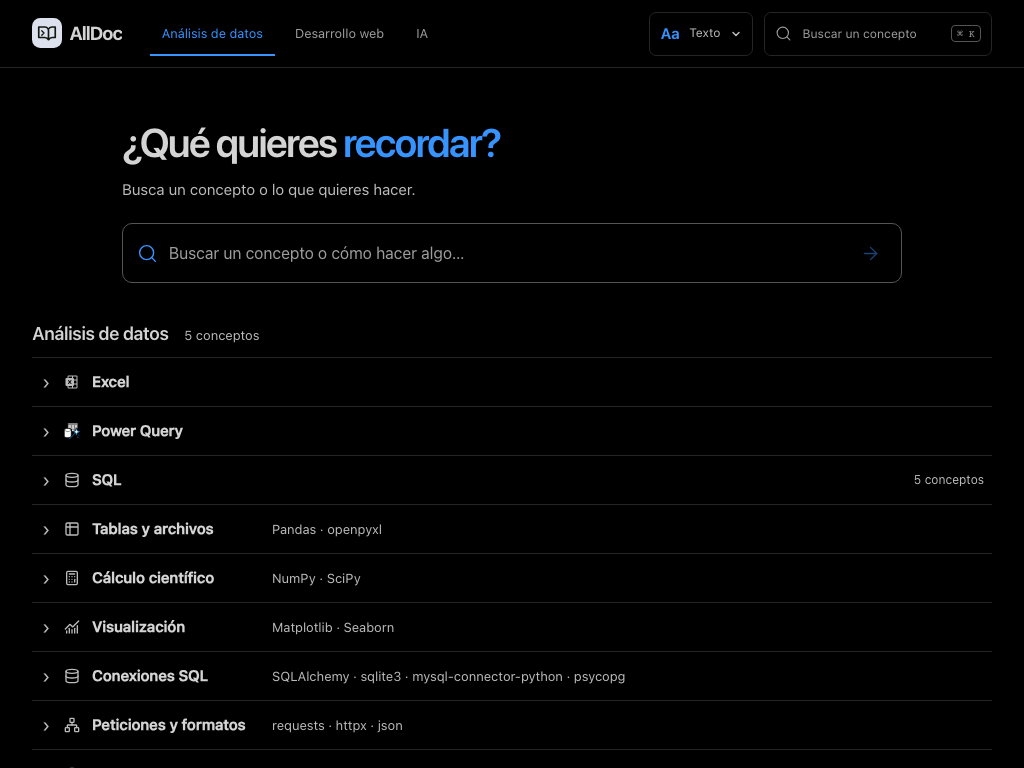 AllDoc
Análisis de datos
Desarrollo web
IA
Aa Texto
Buscar un concepto
⌘ K
¿Qué quieres recordar?
Busca un concepto o lo que quieres hacer.
Buscar un concepto o cómo hacer algo...
Análisis de datos 5 conceptos
Excel
Power Query
SQL 5 conceptos
Tablas y archivos Pandas · openpyxl
Cálculo científico NumPy · SciPy
Visualización Matplotlib · Seaborn
Conexiones SQL SQLAlchemy · sqlite3 · mysql-connector-python · psycopg
Peticiones y formatos requests · httpx · json